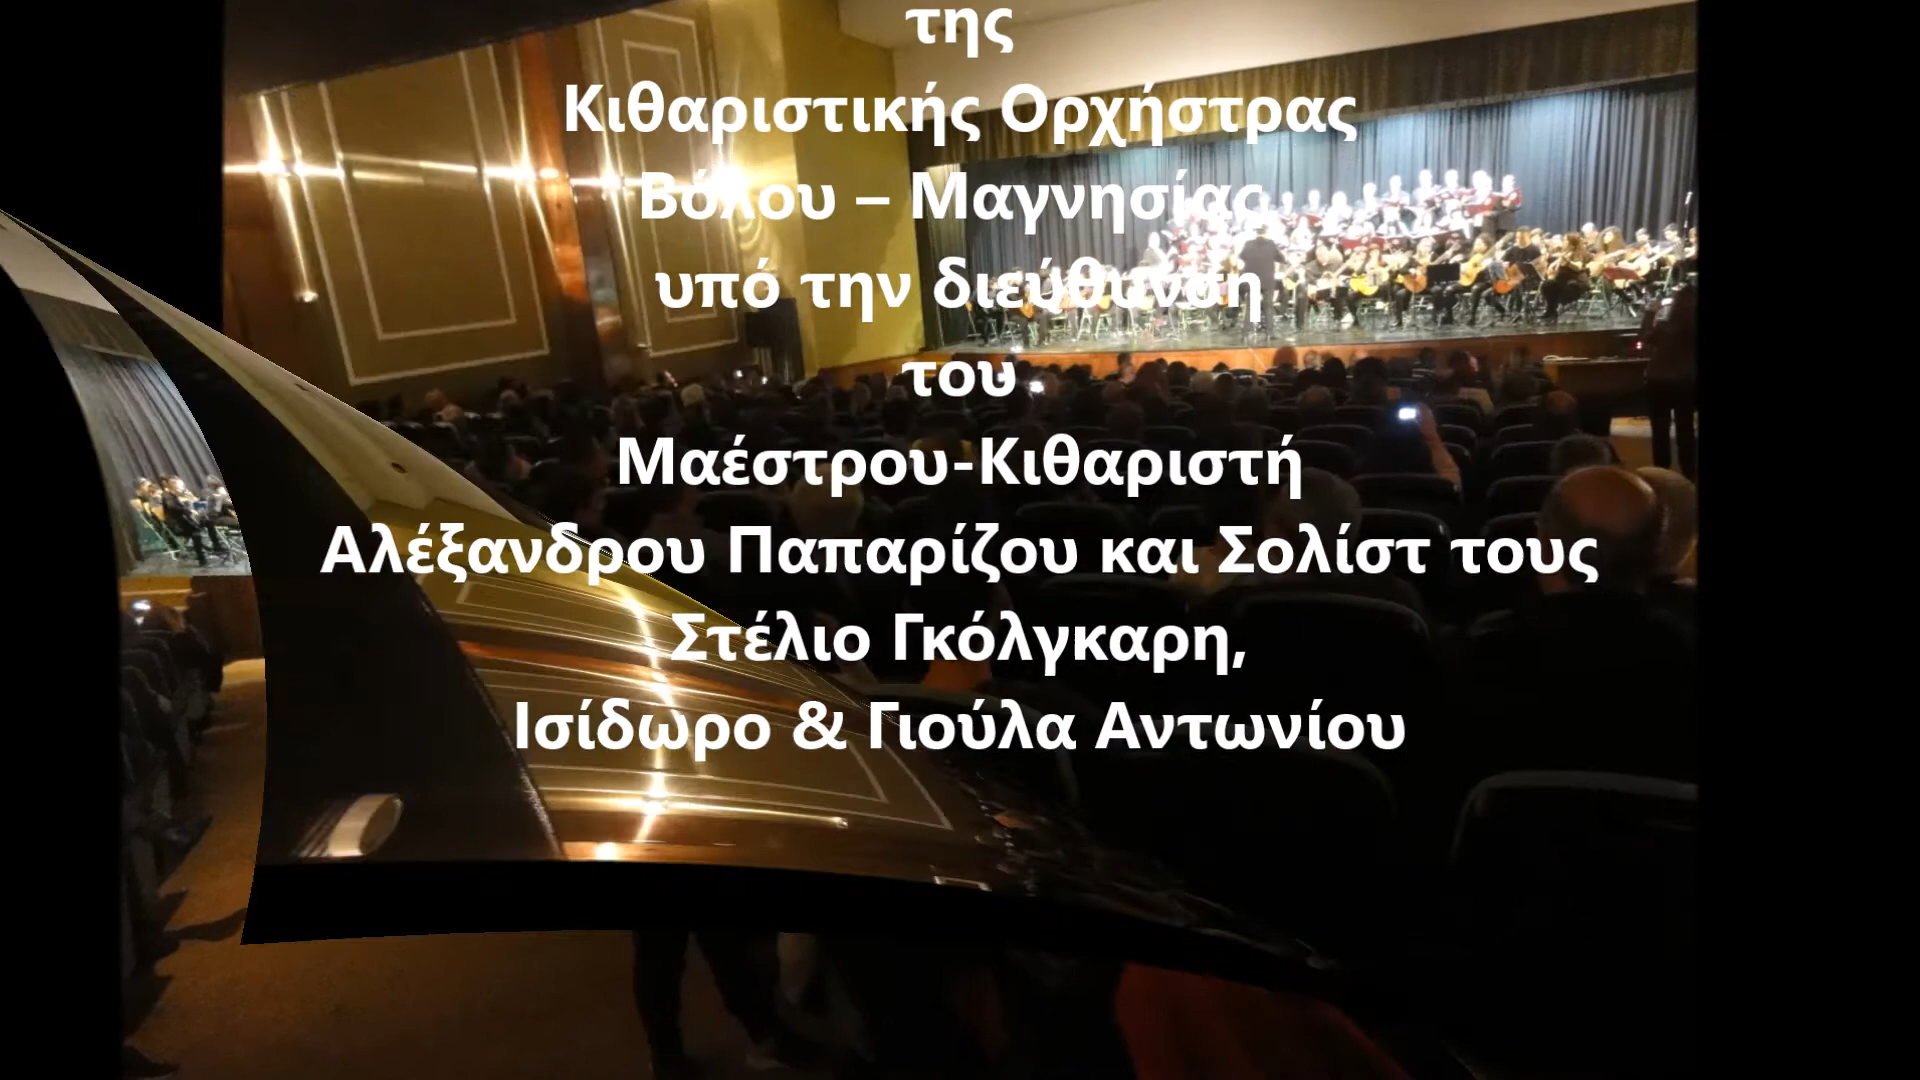 της
Κιθαριστικής Ορχήστρας
Βόλου – Μαγνησίας
υπό την διεύθυνση
του
Μαέστρου-Κιθαριστή
Αλέξανδρου Παπαρίζου και Σολίστ τους
Στέλιο Γκόλγκαρη,
Ισίδωρο & Γιούλα Αντωνίου